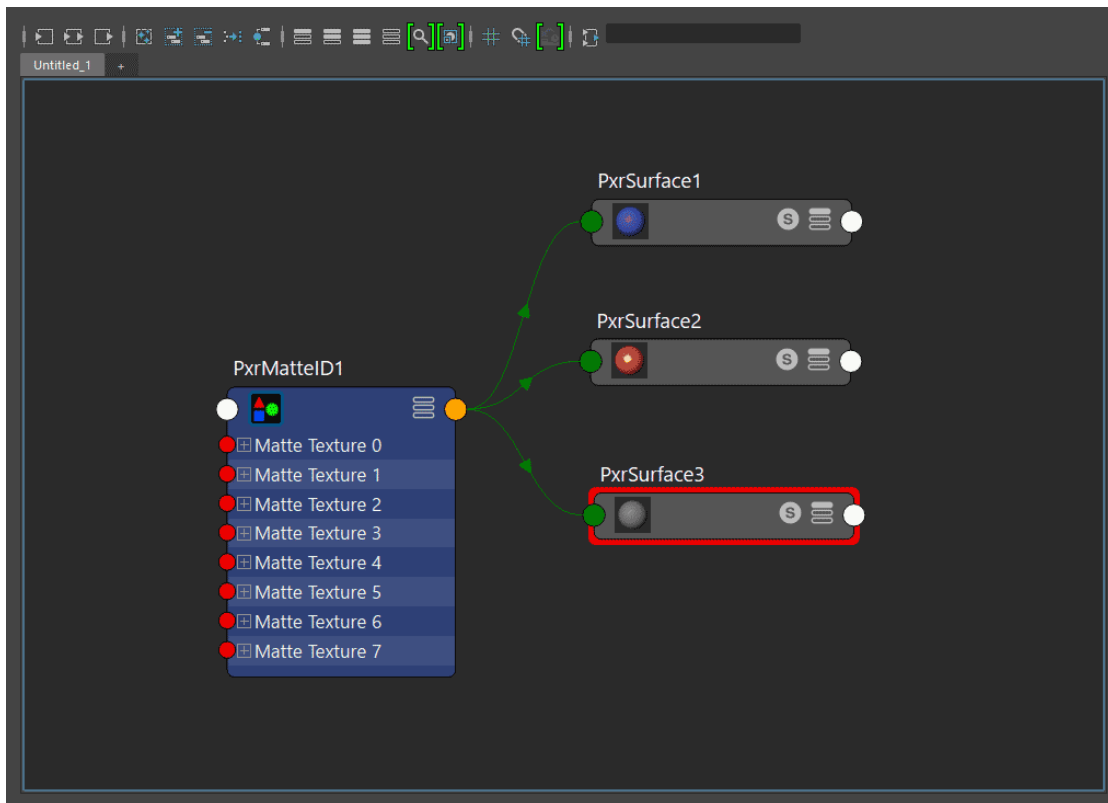 Untitled_1 +
PxrSurface1
S
PxrSurface2
S
PxrMatteID1
Matte Texture 0
Matte Texture 1
Matte Texture 2
Matte Texture 3
Matte Texture 4
Matte Texture 5
Matte Texture 6
Matte Texture 7
PxrSurface3
S